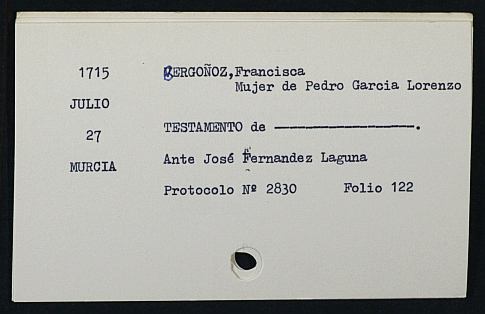 1715
BERGOÑOZ, Francisca
Mujer de Pedro Garcia Lorenzo
JULIO
27
TESTAMENTO de ——————————.
MURCIA
Ante José Fernandez Laguna
Protocolo Nº 2830 Folio 122